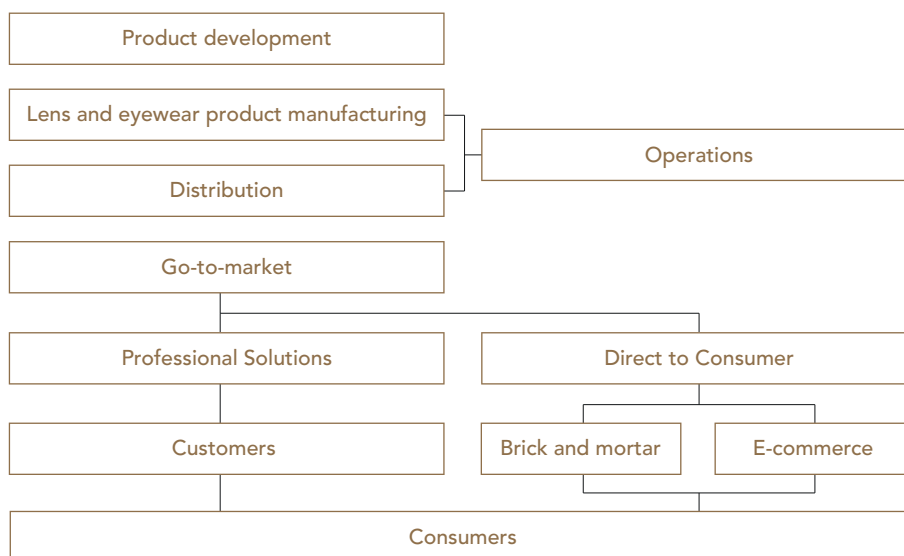 Product development
Lens and eyewear product manufacturing
Operations
Distribution
Go-to-market
Professional Solutions
Direct to Consumer
Customers
Brick and mortar
E-commerce
Consumers